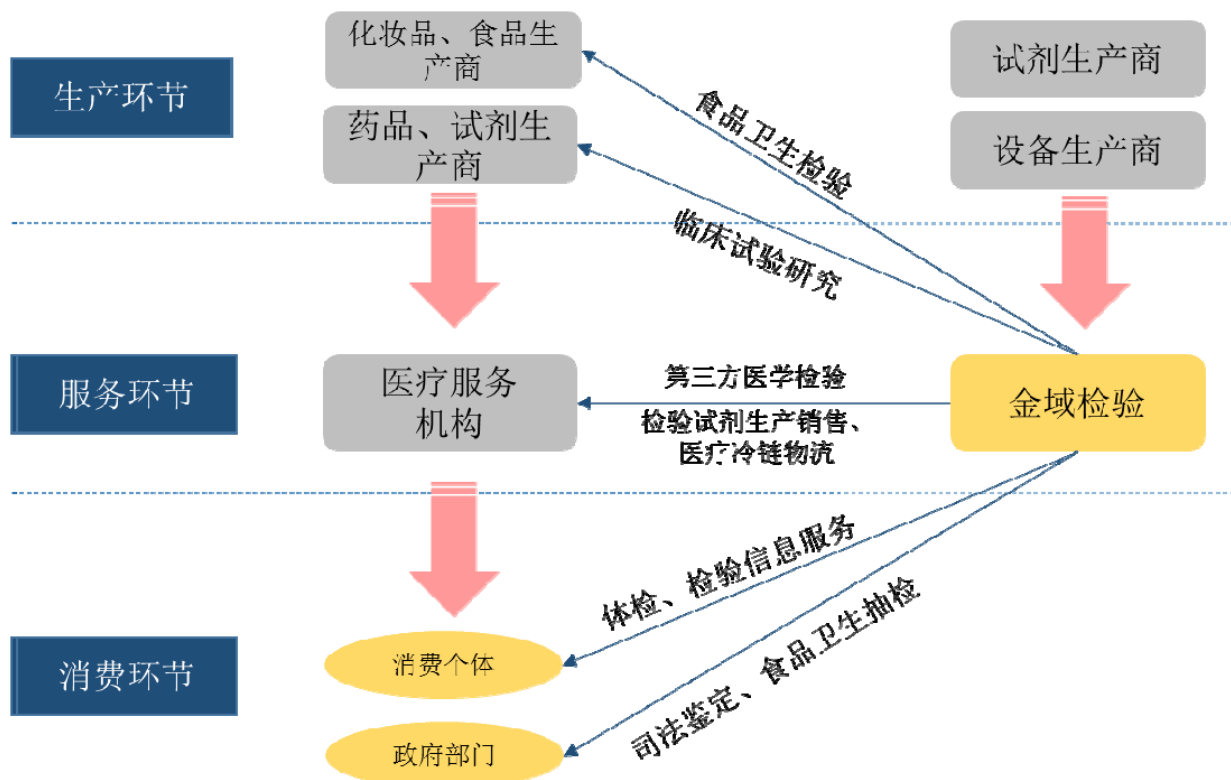 化妆品、食品生
产商
试剂生产商
生产环节
食品卫生检验
药品、试剂生
产商
设备生产商
临床试验研究
服务环节
医疗服务
机构
第三方医学检验
检验试剂生产销售、
医疗冷链物流
金域检验
体检、检验信息服务
消费环节
消费个体
司法鉴定、食品卫生抽检
政府部门